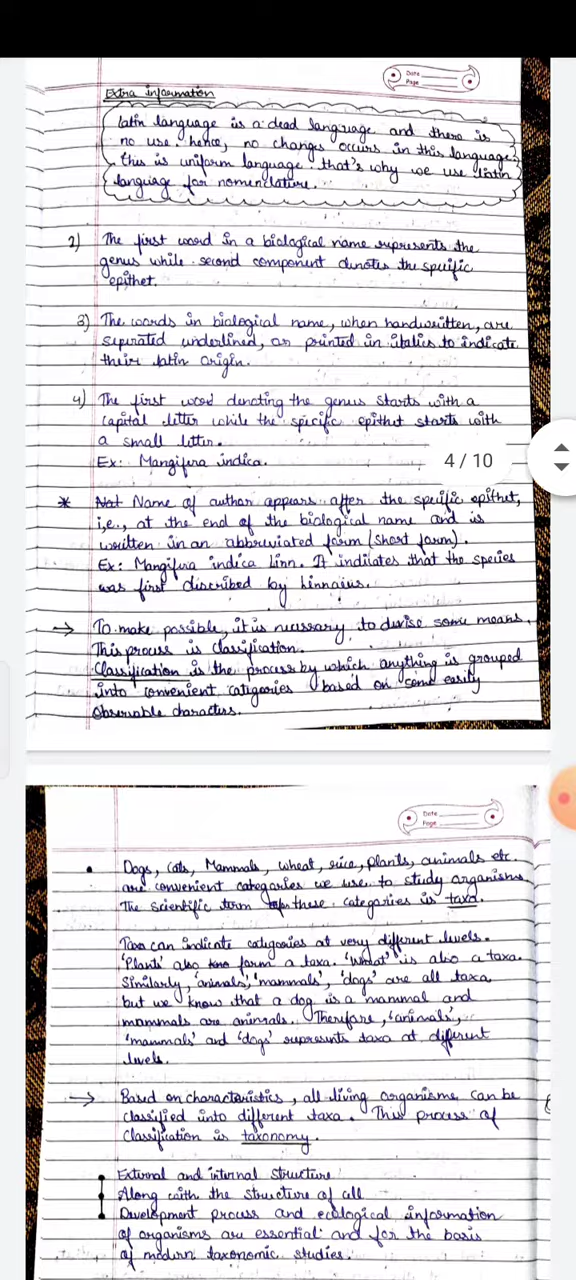 Date
Page
Extra information
Latin language is a dead language and there is
no use. hence, no changes occurs in this language.
this is uniform language. that's why we use latin
language for nomenclature.
2) The first word in a biological name represents the
genus while second component denotes the specific
epithet.
3) The words in biological name, when handwritten, are
seperated underlined, or printed in italics to indicate
their latin origin.
4) The first word denoting the genus starts with a
capital letter while the specific epithet starts with
a small letter.
Ex: Mangifera indica.
4 / 10
* Name of author appears after the specific epithet,
i,e., at the end of the biological name and is
written in an abbreviated form (short form).
Ex: Mangifera indica Linn. It indicates that the species
was first discribed by Linnaius.
→ To make possible, it is necessary to devise some means.
This process is classification.
Classification is the process by which anything is grouped
into convenient categories based on some easily
observable characters.
Date
Page
• Dogs, Cats, Mammals, wheat, rice, plants, animals etc.
are convenient categories we use to study organisms.
The scientific term these categories is taxa.
Taxa can indicate categories at very different levels.
'Plants' also form a taxa. 'Wheat' is also a taxa.
Similarly, 'animals', 'mammals', 'dogs' are all taxa
but we know that a dog is a mammal and
mammals are animals. Therefore, 'animals',
'mammals' and 'dogs' represents taxa at different
levels.
→ Based on characteristics, all living organisms can be
classified into different taxa. This process of
classification is taxonomy.
External and internal structure
Along with the structure of cell
Development process and ecological information
of organisms are essential and for the basis
of modern taxonomic studies.